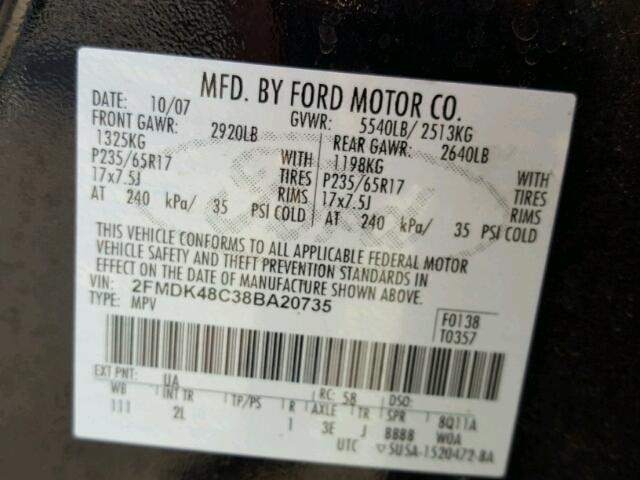 MFD. BY FORD MOTOR CO.
DATE: 10/07 GVWR: 5540LB/ 2513KG
FRONT GAWR: 2920LB REAR GAWR: 2640LB
1325KG WITH 1198KG WITH
P235/65R17 TIRES P235/65R17 TIRES
17x7.5J RIMS 17x7.5J RIMS
AT 240 kPa/ 35 PSI COLD AT 240 kPa/ 35 PSI COLD
THIS VEHICLE CONFORMS TO ALL APPLICABLE FEDERAL MOTOR
VEHICLE SAFETY AND THEFT PREVENTION STANDARDS IN
EFFECT ON THE DATE OF MANUFACTURE SHOWN ABOVE.
VIN: 2FMDK48C38BA20735
TYPE: MPV
F0138
T0357
EXT PNT: UA RC: 58 DSO:
WB INT TR TP/PS R AXLE TR SPR 8Q11A
111 2L 1 3E J BBBB W0A
UTC ▽5U5A-1520472-BA